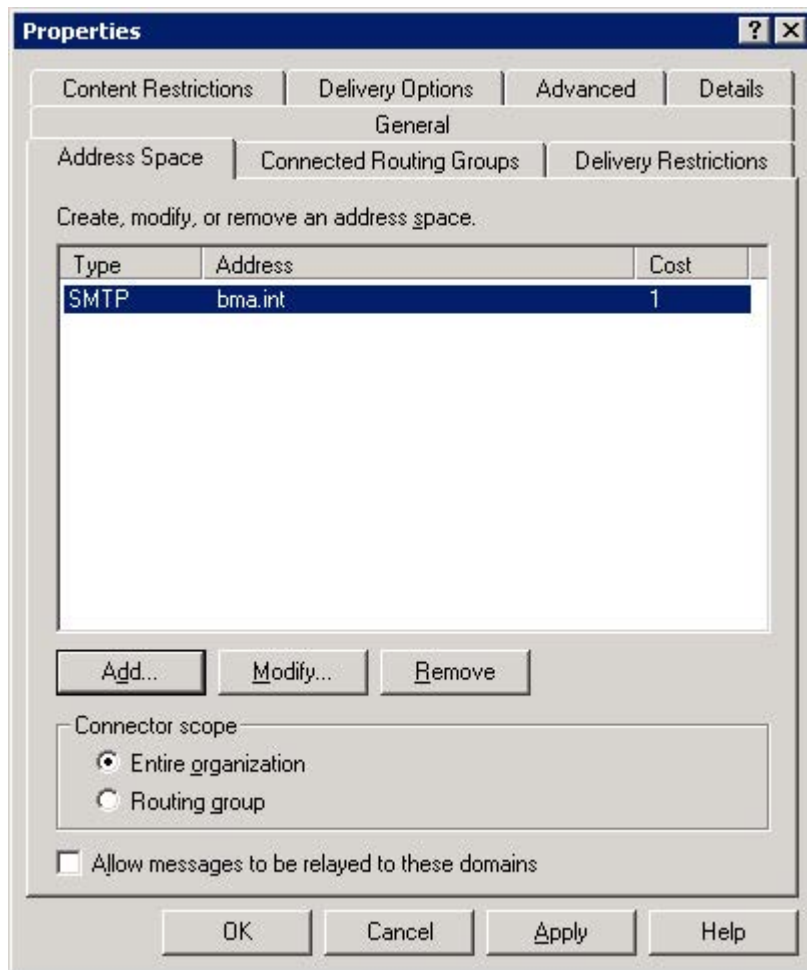 Properties
Content Restrictions Delivery Options Advanced Details
General
Address Space Connected Routing Groups Delivery Restrictions
Create, modify, or remove an address space.
Type Address Cost
SMTP bma.int 1
Add... Modify... Remove
Connector scope
Entire organization
Routing group
Allow messages to be relayed to these domains
OK Cancel Apply Help